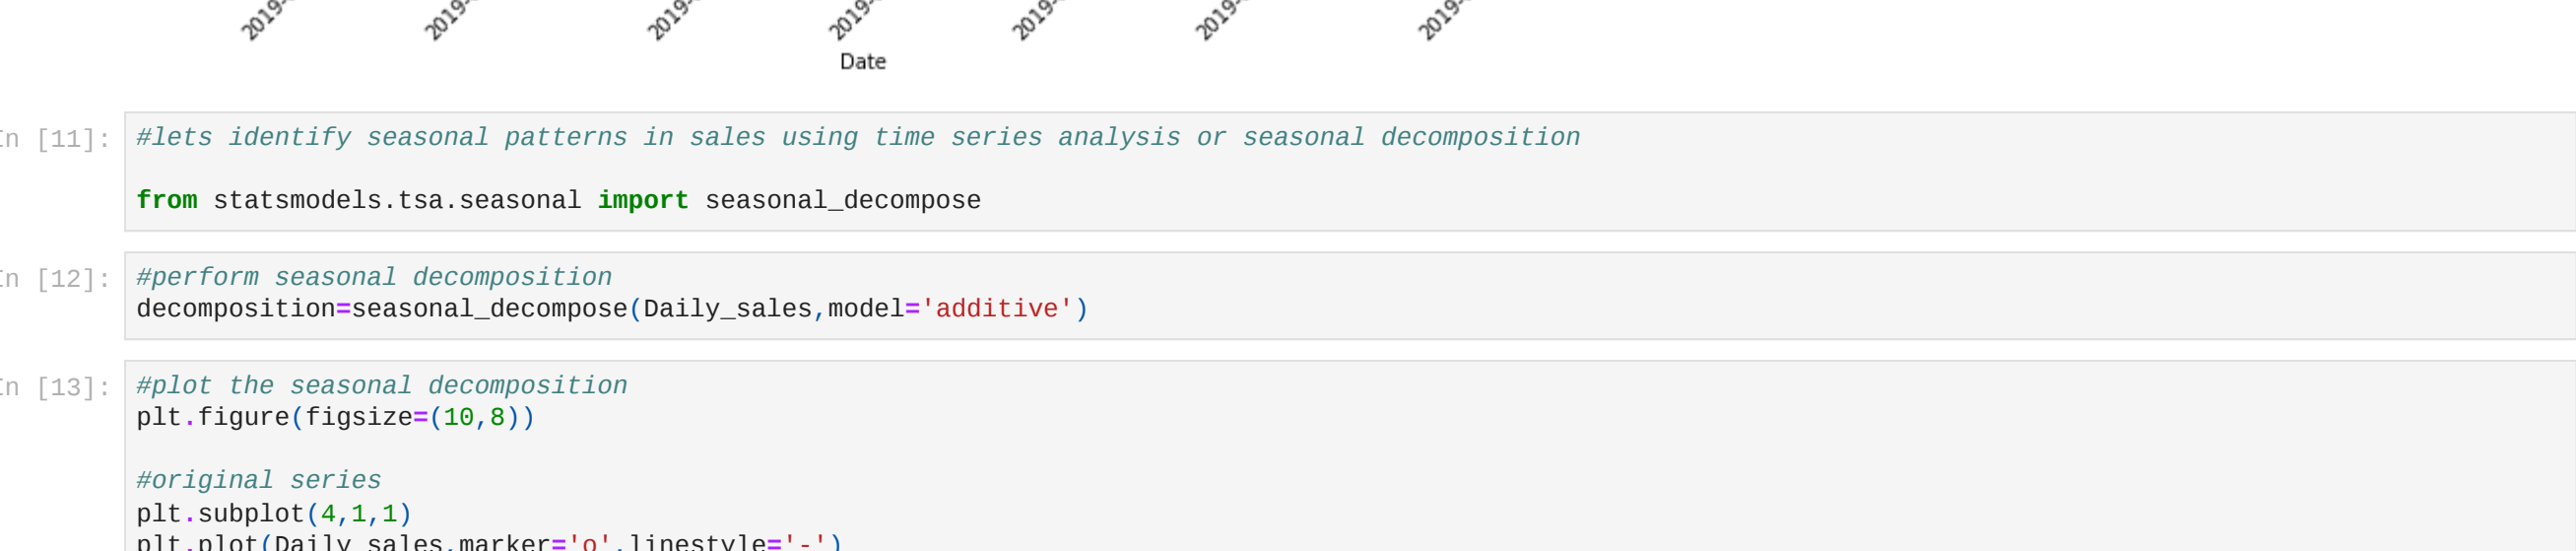 2019- 2019- 2019- 2019- 2019- 2019- 2019-
Date
In [11]:
#lets identify seasonal patterns in sales using time series analysis or seasonal decomposition
from statsmodels.tsa.seasonal import seasonal_decompose
In [12]:
#perform seasonal decomposition
decomposition=seasonal_decompose(Daily_sales,model='additive')
In [13]:
#plot the seasonal decomposition
plt.figure(figsize=(10,8))
#original series
plt.subplot(4,1,1)
plt.plot(Daily_sales,marker='o',linestyle='-')